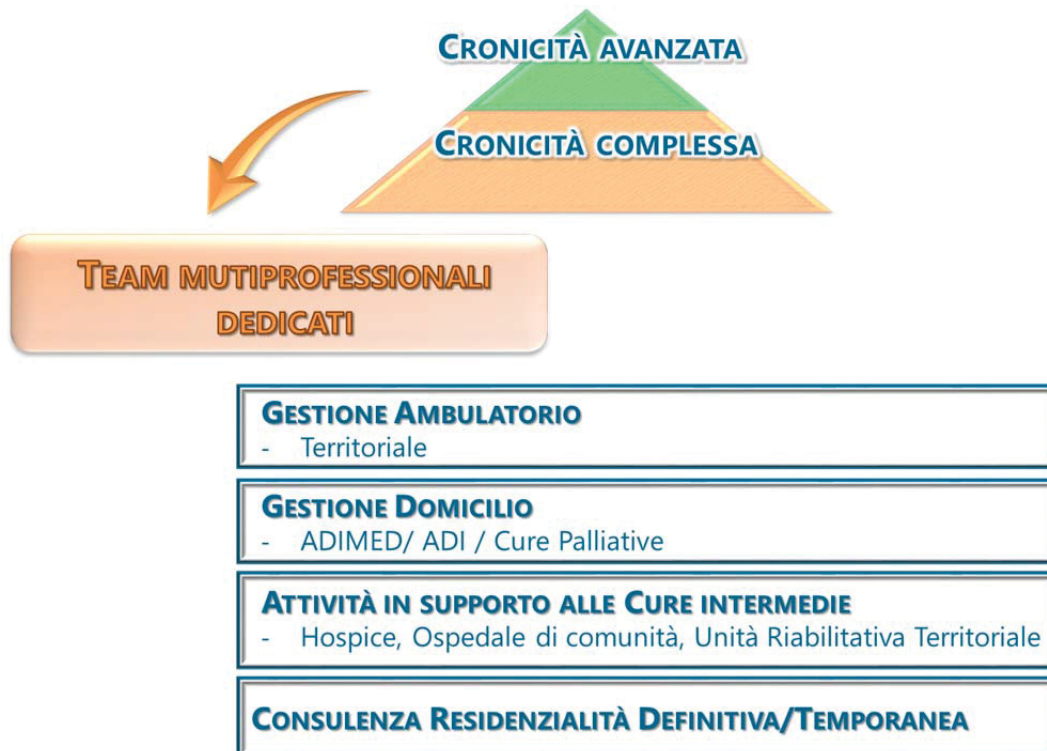 CRONICITÀ AVANZATA
CRONICITÀ COMPLESSA
TEAM MUTIPROFESSIONALI
DEDICATI
GESTIONE AMBULATORIO
- Territoriale
GESTIONE DOMICILIO
- ADIMED/ ADI / Cure Palliative
ATTIVITÀ IN SUPPORTO ALLE CURE INTERMEDIE
- Hospice, Ospedale di comunità, Unità Riabilitativa Territoriale
CONSULENZA RESIDENZIALITÀ DEFINITIVA/TEMPORANEA